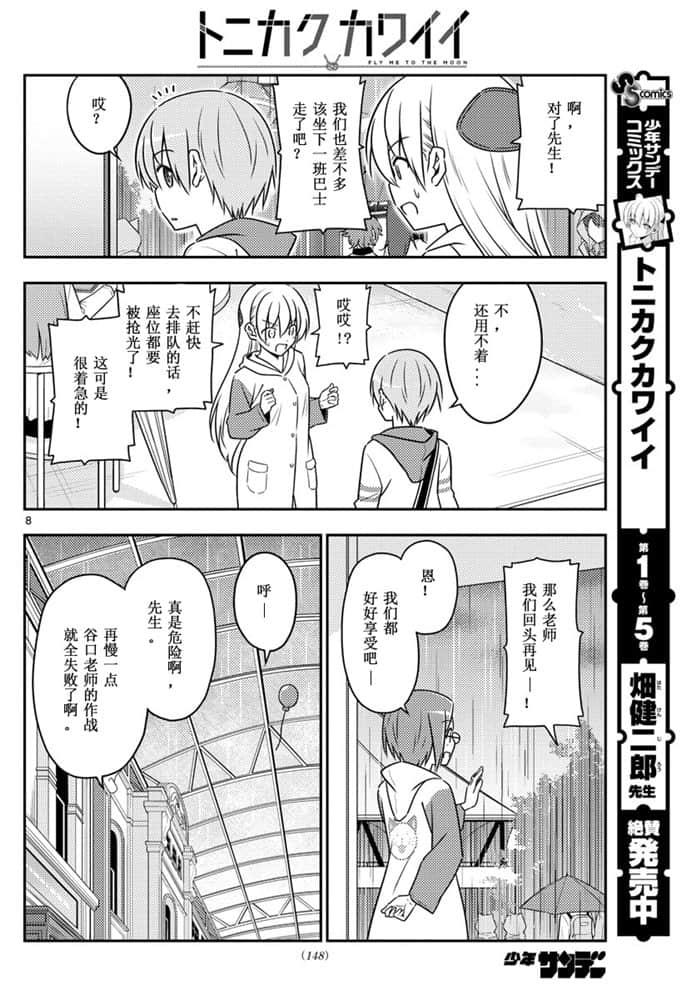 トニカクカワイイ
FLY ME TO THE MOON
啊，
对了先生！
我们也差不多
该坐下一班巴士
走了吧？
哎？
不，
还用不着
...
哎哎！？
不赶快
去排队的话，
座位都要
被抢光了！
这可是
很着急的！
8
那么老师
我们回头再见——！
恩！
我们都
好好享受吧—
呼—
真是危险啊，
先生。
再慢一点
谷口老师的作战
就全失败了啊。
（148）
S comics
少年サンデー
コミックス
トニカクカワイイ
第1巻～第5巻
畑健二郎先生
はた けん じ ろう
絶賛
発売中
少年サンデー